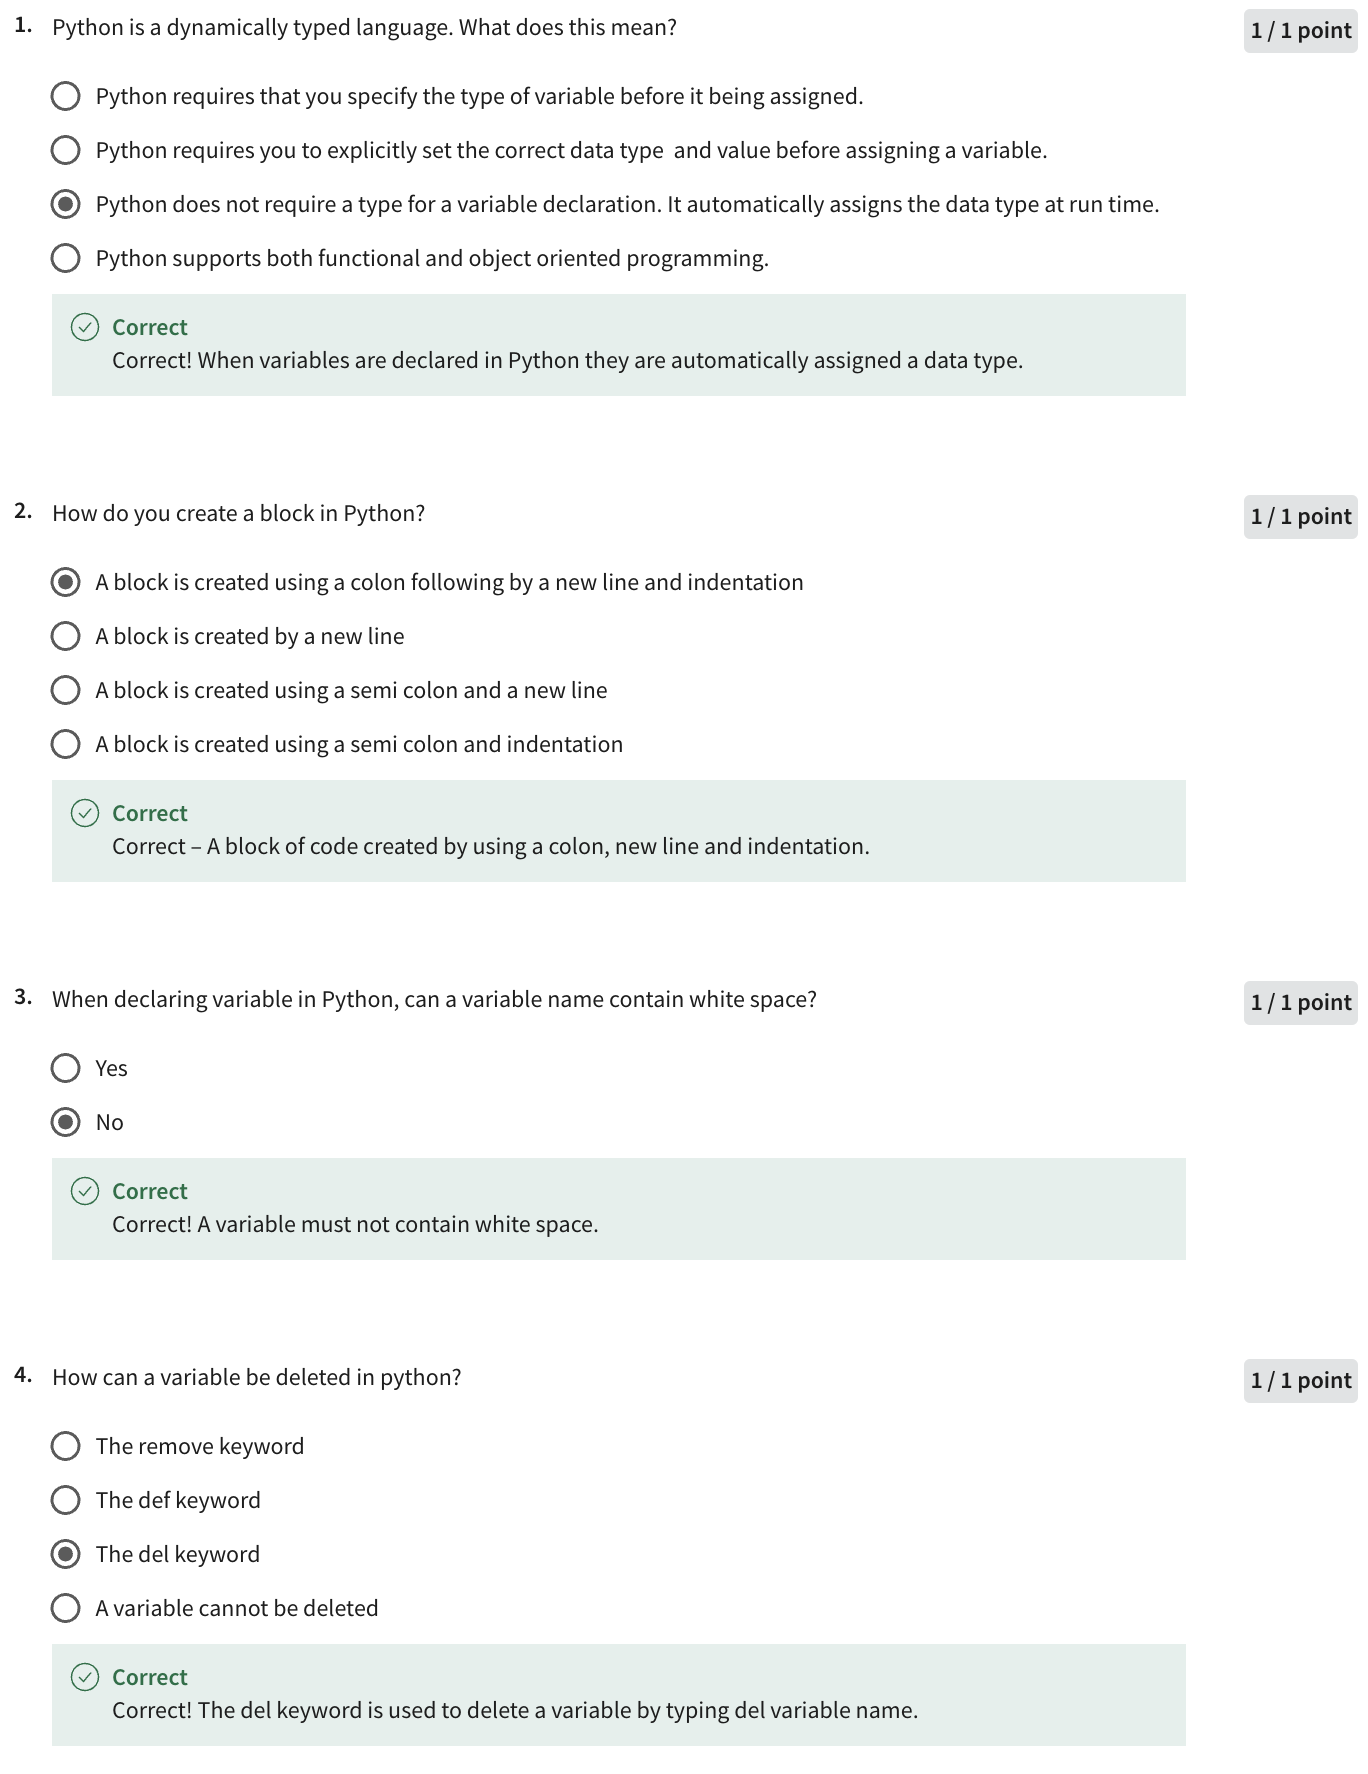 1. Python is a dynamically typed language. What does this mean?
1 / 1 point
Python requires that you specify the type of variable before it being assigned.
Python requires you to explicitly set the correct data type  and value before assigning a variable.
Python does not require a type for a variable declaration. It automatically assigns the data type at run time.
Python supports both functional and object oriented programming.
Correct
Correct! When variables are declared in Python they are automatically assigned a data type.
2. How do you create a block in Python?
1 / 1 point
A block is created using a colon following by a new line and indentation
A block is created by a new line
A block is created using a semi colon and a new line
A block is created using a semi colon and indentation
Correct
Correct – A block of code created by using a colon, new line and indentation.
3. When declaring variable in Python, can a variable name contain white space?
1 / 1 point
Yes
No
Correct
Correct! A variable must not contain white space.
4. How can a variable be deleted in python?
1 / 1 point
The remove keyword
The def keyword
The del keyword
A variable cannot be deleted
Correct
Correct! The del keyword is used to delete a variable by typing del variable name.